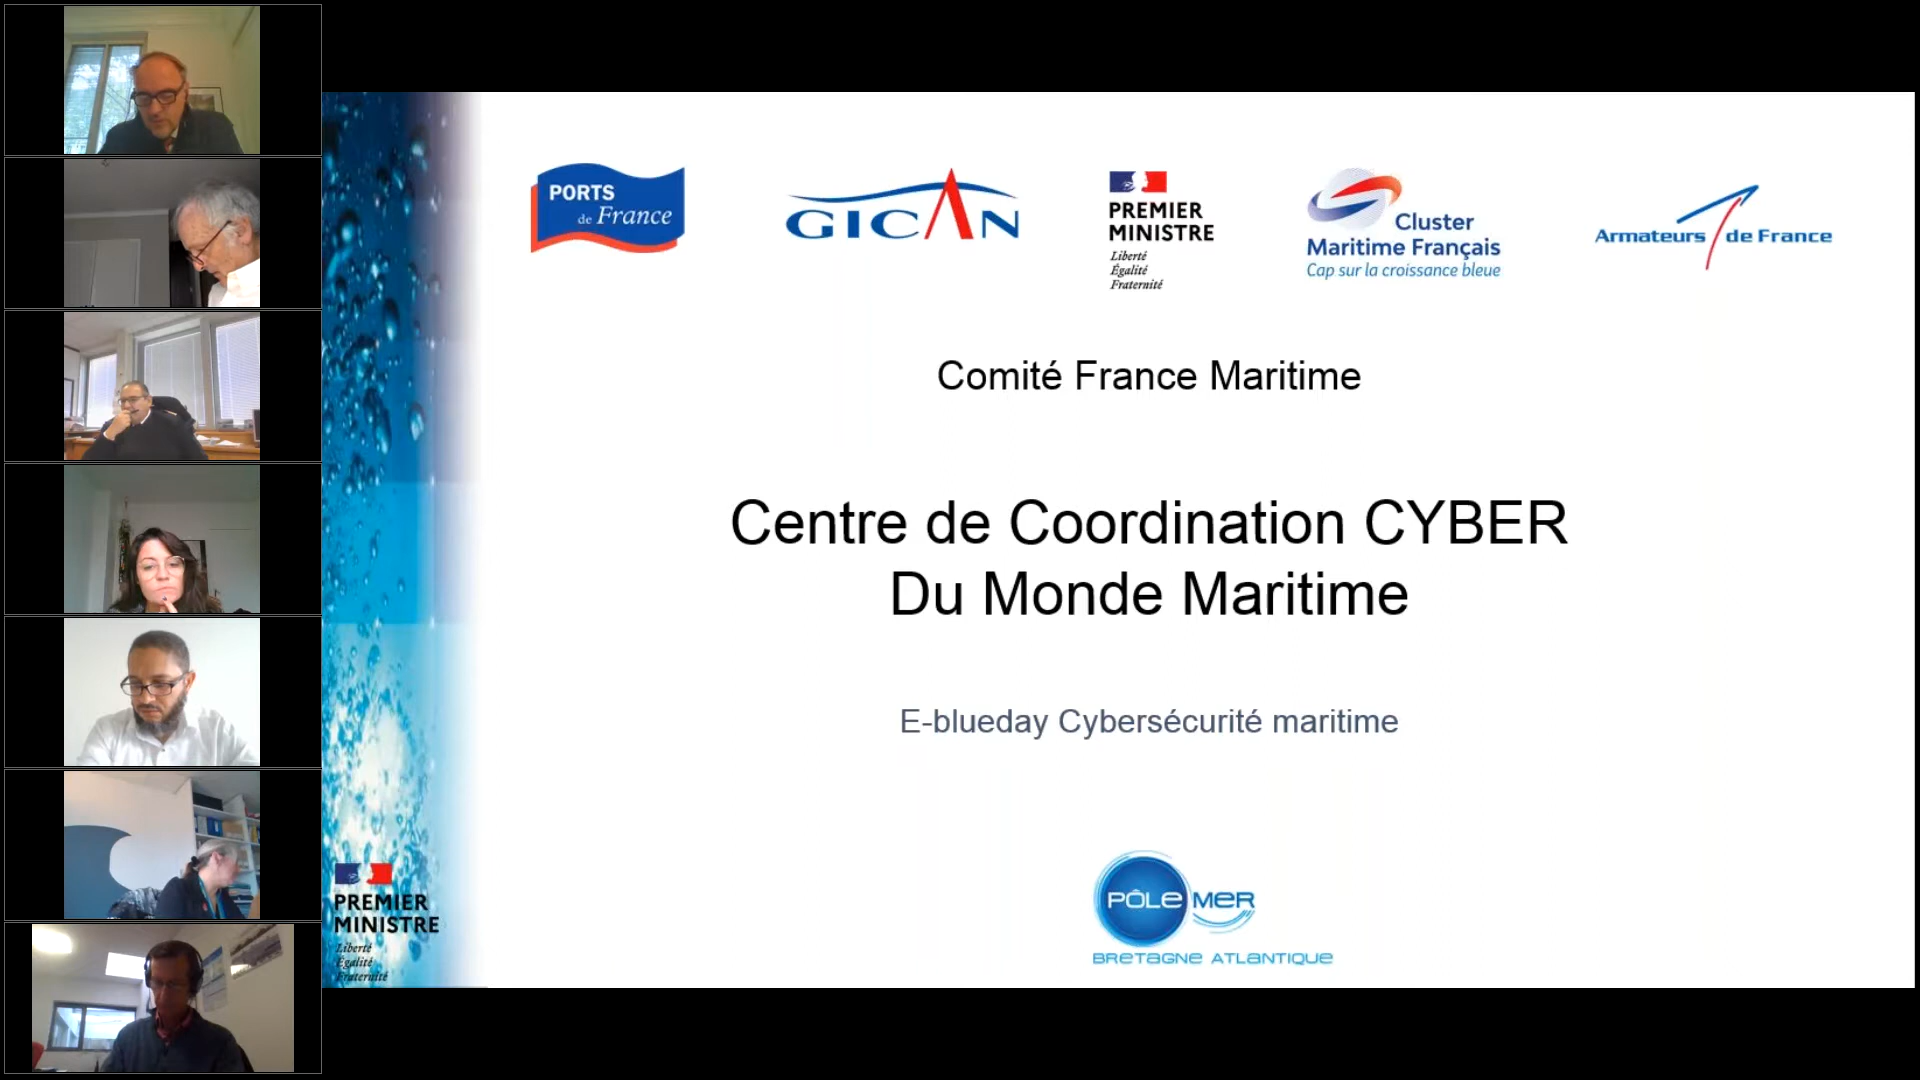 PORTS
de France
GICAN
PREMIER
MINISTRE
Liberté
Égalité
Fraternité
Cluster
Maritime Français
Cap sur la croissance bleue
Armateurs de France
Comité France Maritime
Centre de Coordination CYBER
Du Monde Maritime
E-blueday Cybersécurité maritime
PREMIER
MINISTRE
Liberté
Égalité
Fraternité
PÔLE MER
BRETAGNE ATLANTIQUE